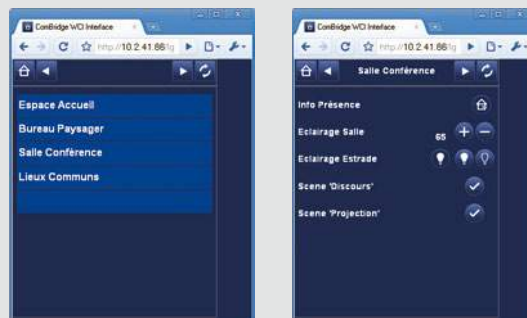 ComBridge WCI Interface
http://10.2.41.86
Espace Accueil
Bureau Paysager
Salle Conférence
Lieux Communs
ComBridge WCI Interface
http://10.2.41.86
Salle Conférence
Info Présence
Eclairage Salle 65
Eclairage Estrade
Scene 'Discours'
Scene 'Projection'